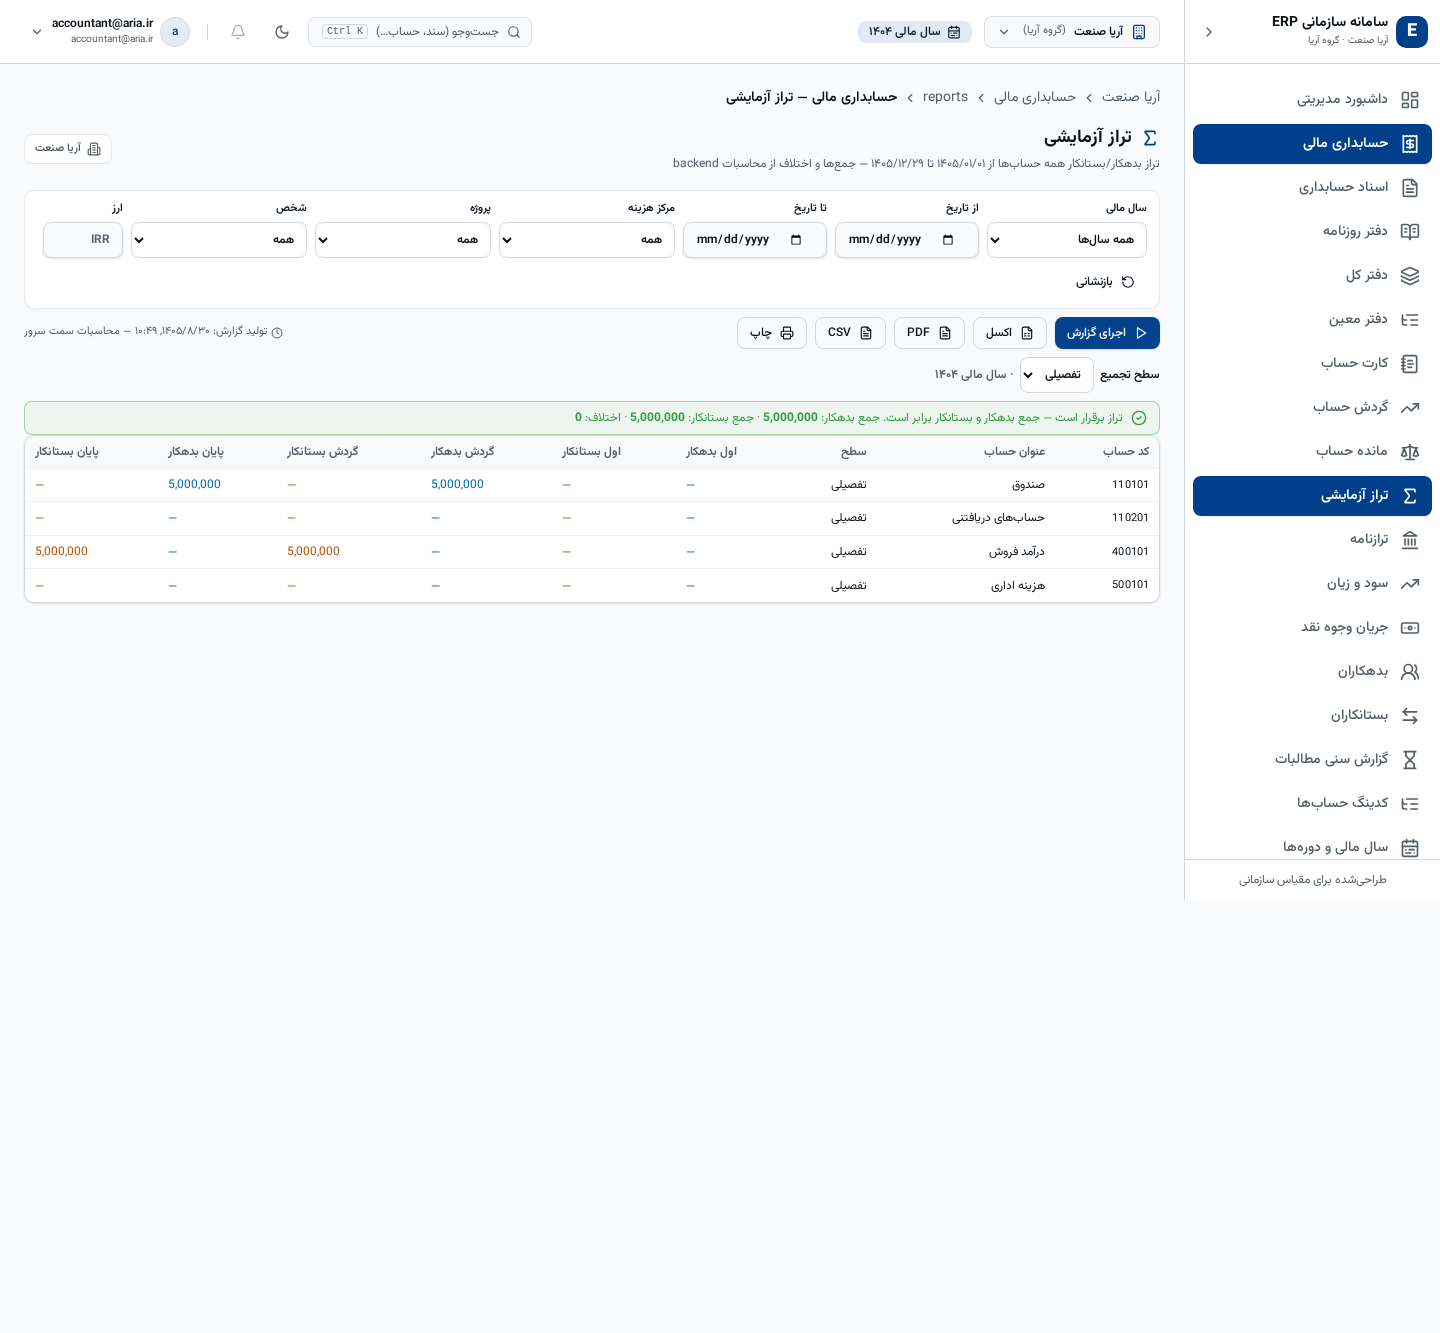 E
سامانه سازمانی ERP
آریا صنعت · گروه آریا
آریا صنعت (گروه آریا)
سال مالی ۱۴۰۴
جست‌وجو (سند، حساب...) Ctrl K
a
accountant@aria.ir
accountant@aria.ir
داشبورد مدیریتی
حسابداری مالی
اسناد حسابداری
دفتر روزنامه
دفتر کل
دفتر معین
کارت حساب
گردش حساب
مانده حساب
تراز آزمایشی
ترازنامه
سود و زیان
جریان وجوه نقد
بدهکاران
بستانکاران
گزارش سنی مطالبات
کدینگ حساب‌ها
سال مالی و دوره‌ها
طراحی‌شده برای مقیاس سازمانی
آریا صنعت › حسابداری مالی › reports › حسابداری مالی — تراز آزمایشی
تراز آزمایشی
آریا صنعت
تراز بدهکار/بستانکار همه حساب‌ها از ۱۴۰۵/۰۱/۰۱ تا ۱۴۰۵/۱۲/۲۹ — جمع‌ها و اختلاف از محاسبات backend
سال مالی از تاریخ تا تاریخ مرکز هزینه پروژه شخص ارز
همه سال‌ها mm/dd/yyyy mm/dd/yyyy همه همه همه IRR
بازنشانی
اجرای گزارش اکسل PDF CSV چاپ
تولید گزارش: ۱۴۰۵/۸/۳۰, ۱۰:۴۹ — محاسبات سمت سرور
سطح تجمیع تفصیلی · سال مالی ۱۴۰۴
تراز برقرار است — جمع بدهکار و بستانکار برابر است. جمع بدهکار: 5,000,000 · جمع بستانکار: 5,000,000 · اختلاف: 0
کد حساب عنوان حساب سطح اول بدهکار اول بستانکار گردش بدهکار گردش بستانکار پایان بدهکار پایان بستانکار
110101 صندوق تفصیلی — — 5,000,000 — 5,000,000 —
110201 حساب‌های دریافتنی تفصیلی — — — — — —
400101 درآمد فروش تفصیلی — — — 5,000,000 — 5,000,000
500101 هزینه اداری تفصیلی — — — — — —